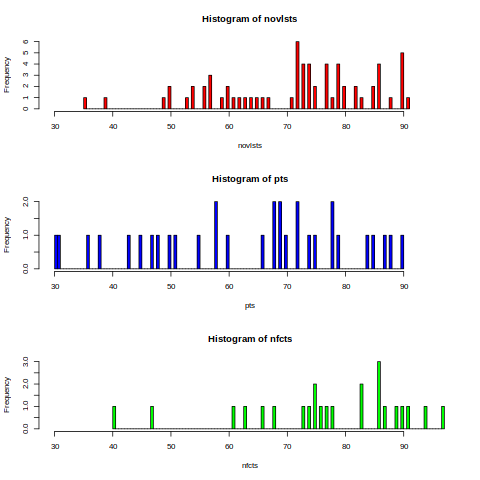 Histogram of novlsts
Frequency
0 1 2 3 4 5 6
30 40 50 60 70 80 90
novlsts
Histogram of pts
Frequency
0.0 1.0 2.0
30 40 50 60 70 80 90
pts
Histogram of nfcts
Frequency
0.0 1.0 2.0 3.0
30 40 50 60 70 80 90
nfcts